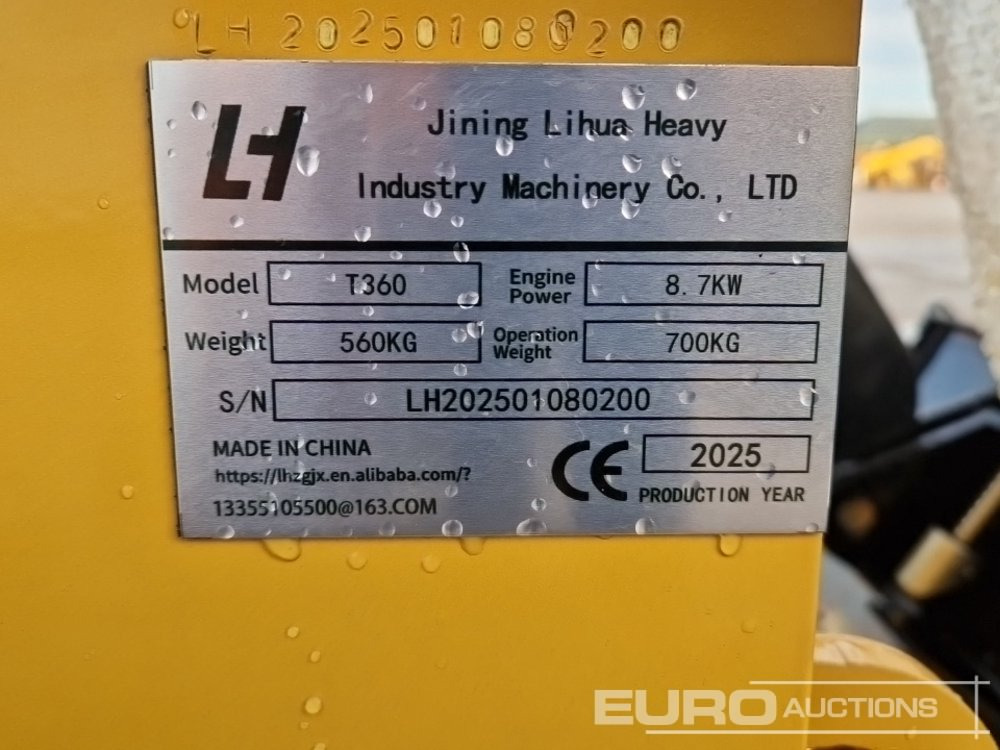 LH 202501080200
LH
Jining Lihua Heavy
Industry Machinery Co., LTD
Model T360 Engine Power 8.7KW
Weight 560KG Operation Weight 700KG
S/N LH202501080200
MADE IN CHINA
https://lhzgjx.en.alibaba.com/?
13355105500@163.COM
CE 2025
PRODUCTION YEAR
EURO AUCTIONS